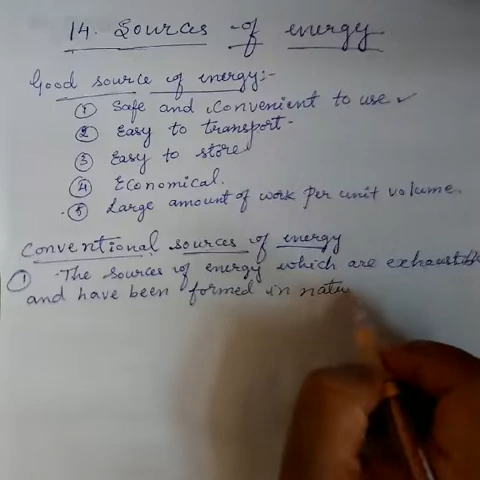 14. Sources of energy
Good source of energy:-
① Safe and Convenient to use ✓
② Easy to transport.
③ Easy to store
④ Economical.
⑤ Large amount of work per unit volume.
Conventional sources of energy
① The sources of energy which are exhaustible
and have been formed in natu